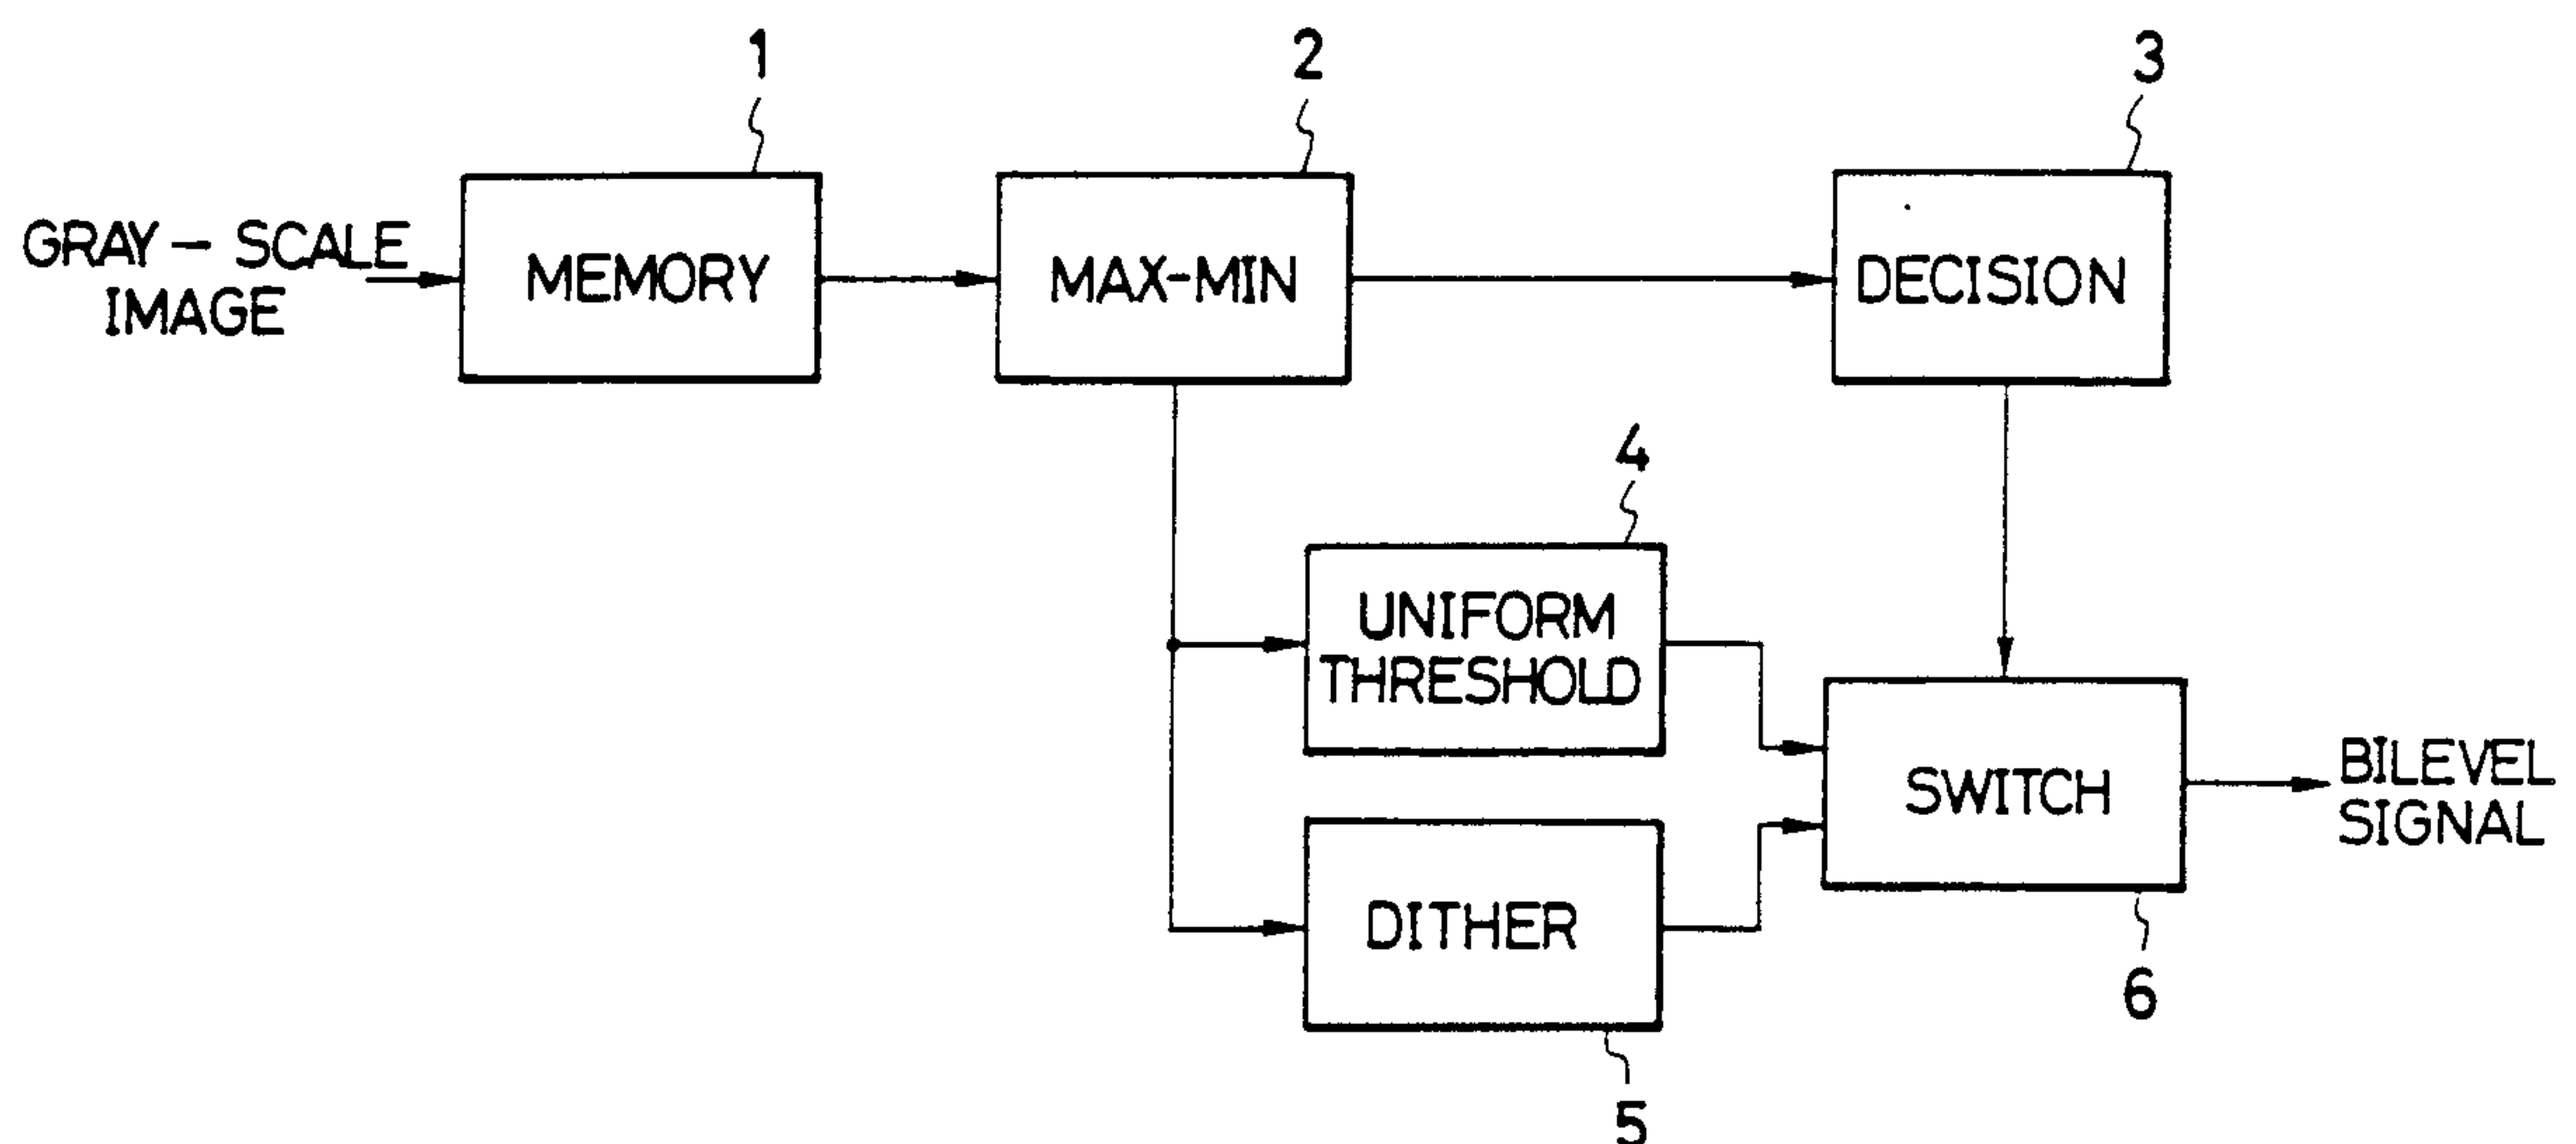 1
2
3
GRAY – SCALE
IMAGE
MEMORY
MAX-MIN
DECISION
4
UNIFORM
THRESHOLD
SWITCH
BILEVEL
SIGNAL
DITHER
6
5